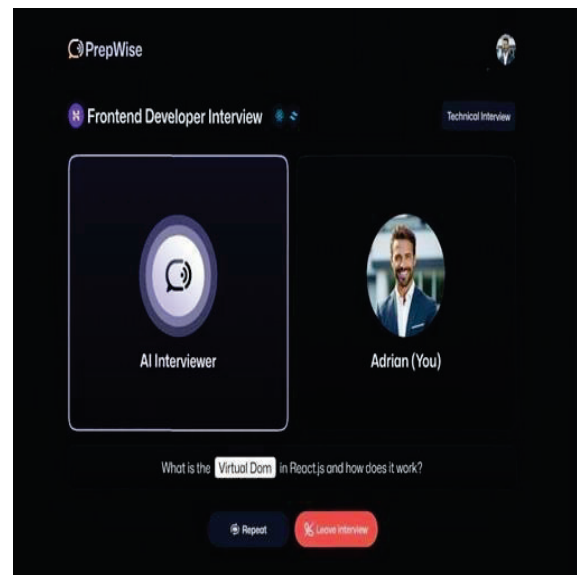 PrepWise
Frontend Developer Interview
Technical Interview
AI Interviewer
Adrian (You)
What is the Virtual Dom in React.js and how does it work?
Repeat
Leave interview